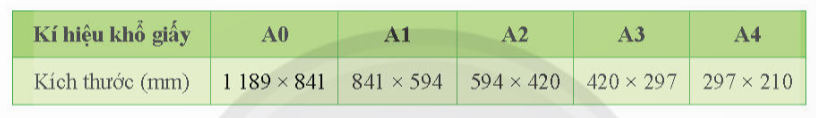 Kí hiệu khổ giấy A0 A1 A2 A3 A4
Kích thước (mm) 1 189 × 841 841 × 594 594 × 420 420 × 297 297 × 210